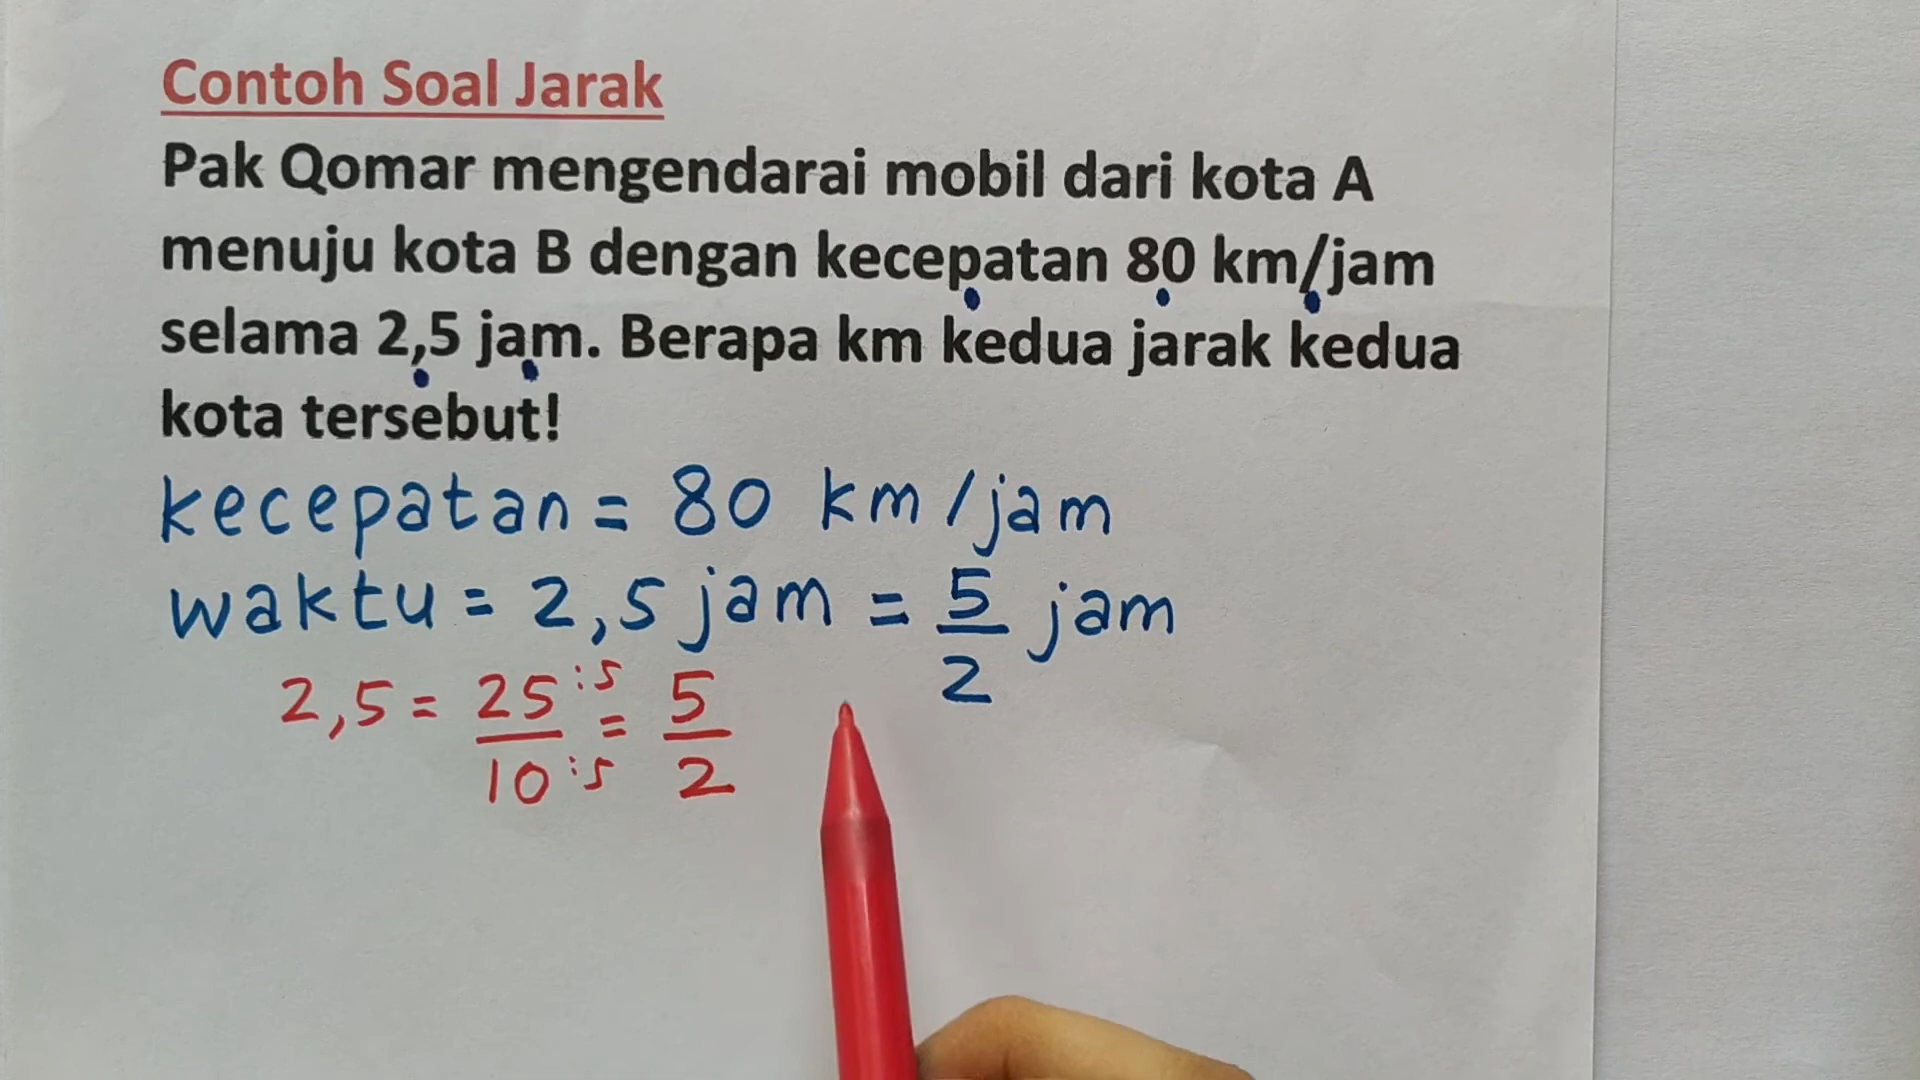 Contoh Soal Jarak
Pak Qomar mengendarai mobil dari kota A
menuju kota B dengan kecepatan 80 km/jam
selama 2,5 jam. Berapa km kedua jarak kedua
kota tersebut!
kecepatan = 80 km/jam
waktu = 2,5 jam = 5/2 jam
2,5 = 25:5/10:5 = 5/2